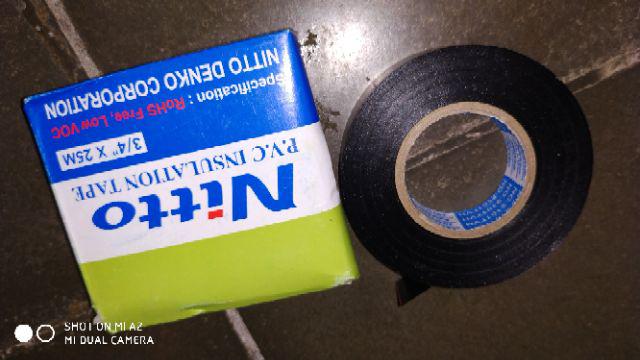 Nitto
P.V.C INSULATION TAPE
3/4" X 25M
Specification : RoHS Free, Low VOC
NITTO DENKO CORPORATION
SHOT ON MI A2
MI DUAL CAMERA